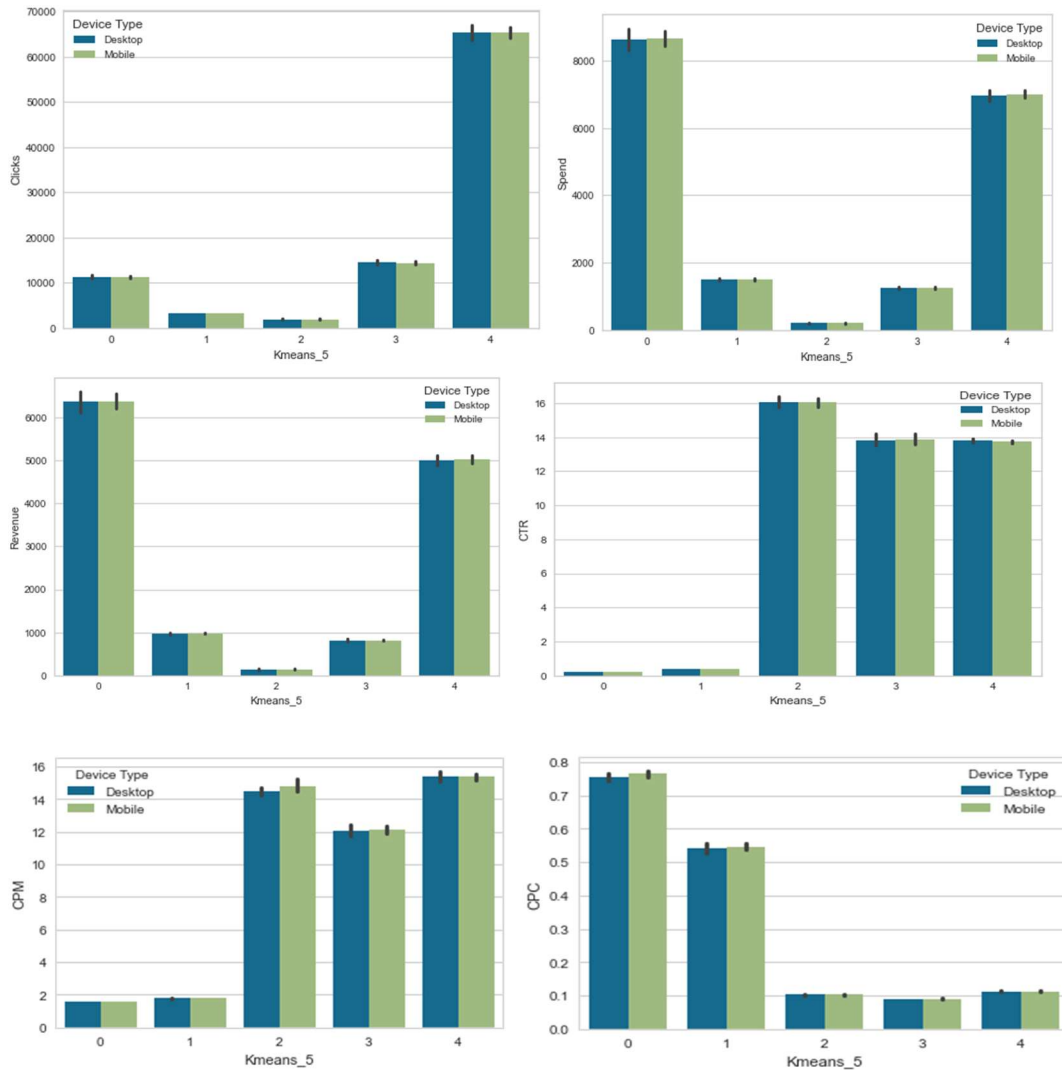 Device Type
Desktop
Mobile
Clicks
70000
60000
50000
40000
30000
20000
10000
0
0 1 2 3 4
Kmeans_5
Device Type
Desktop
Mobile
Spend
8000
6000
4000
2000
0
0 1 2 3 4
Kmeans_5
Device Type
Desktop
Mobile
Revenue
6000
5000
4000
3000
2000
1000
0
0 1 2 3 4
Kmeans_5
Device Type
Desktop
Mobile
CTR
16
14
12
10
8
6
4
2
0
0 1 2 3 4
Kmeans_5
Device Type
Desktop
Mobile
CPM
16
14
12
10
8
6
4
2
0
0 1 2 3 4
Kmeans_5
Device Type
Desktop
Mobile
CPC
0.8
0.7
0.6
0.5
0.4
0.3
0.2
0.1
0.0
0 1 2 3 4
Kmeans_5